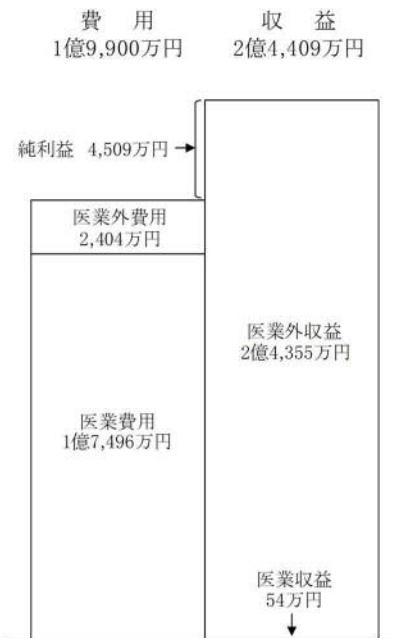 費 用
1億9,900万円
収 益
2億4,409万円
純利益 4,509万円
医業外費用
2,404万円
医業外収益
2億4,355万円
医業費用
1億7,496万円
医業収益
54万円